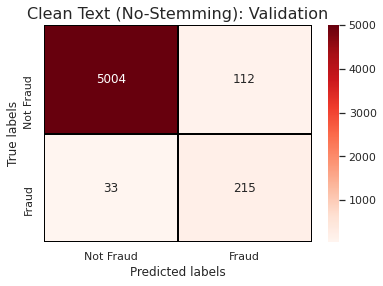 Clean Text (No-Stemming): Validation
True labels
Not Fraud
Fraud
5004
112
33
215
Not Fraud
Fraud
Predicted labels
5000
4000
3000
2000
1000